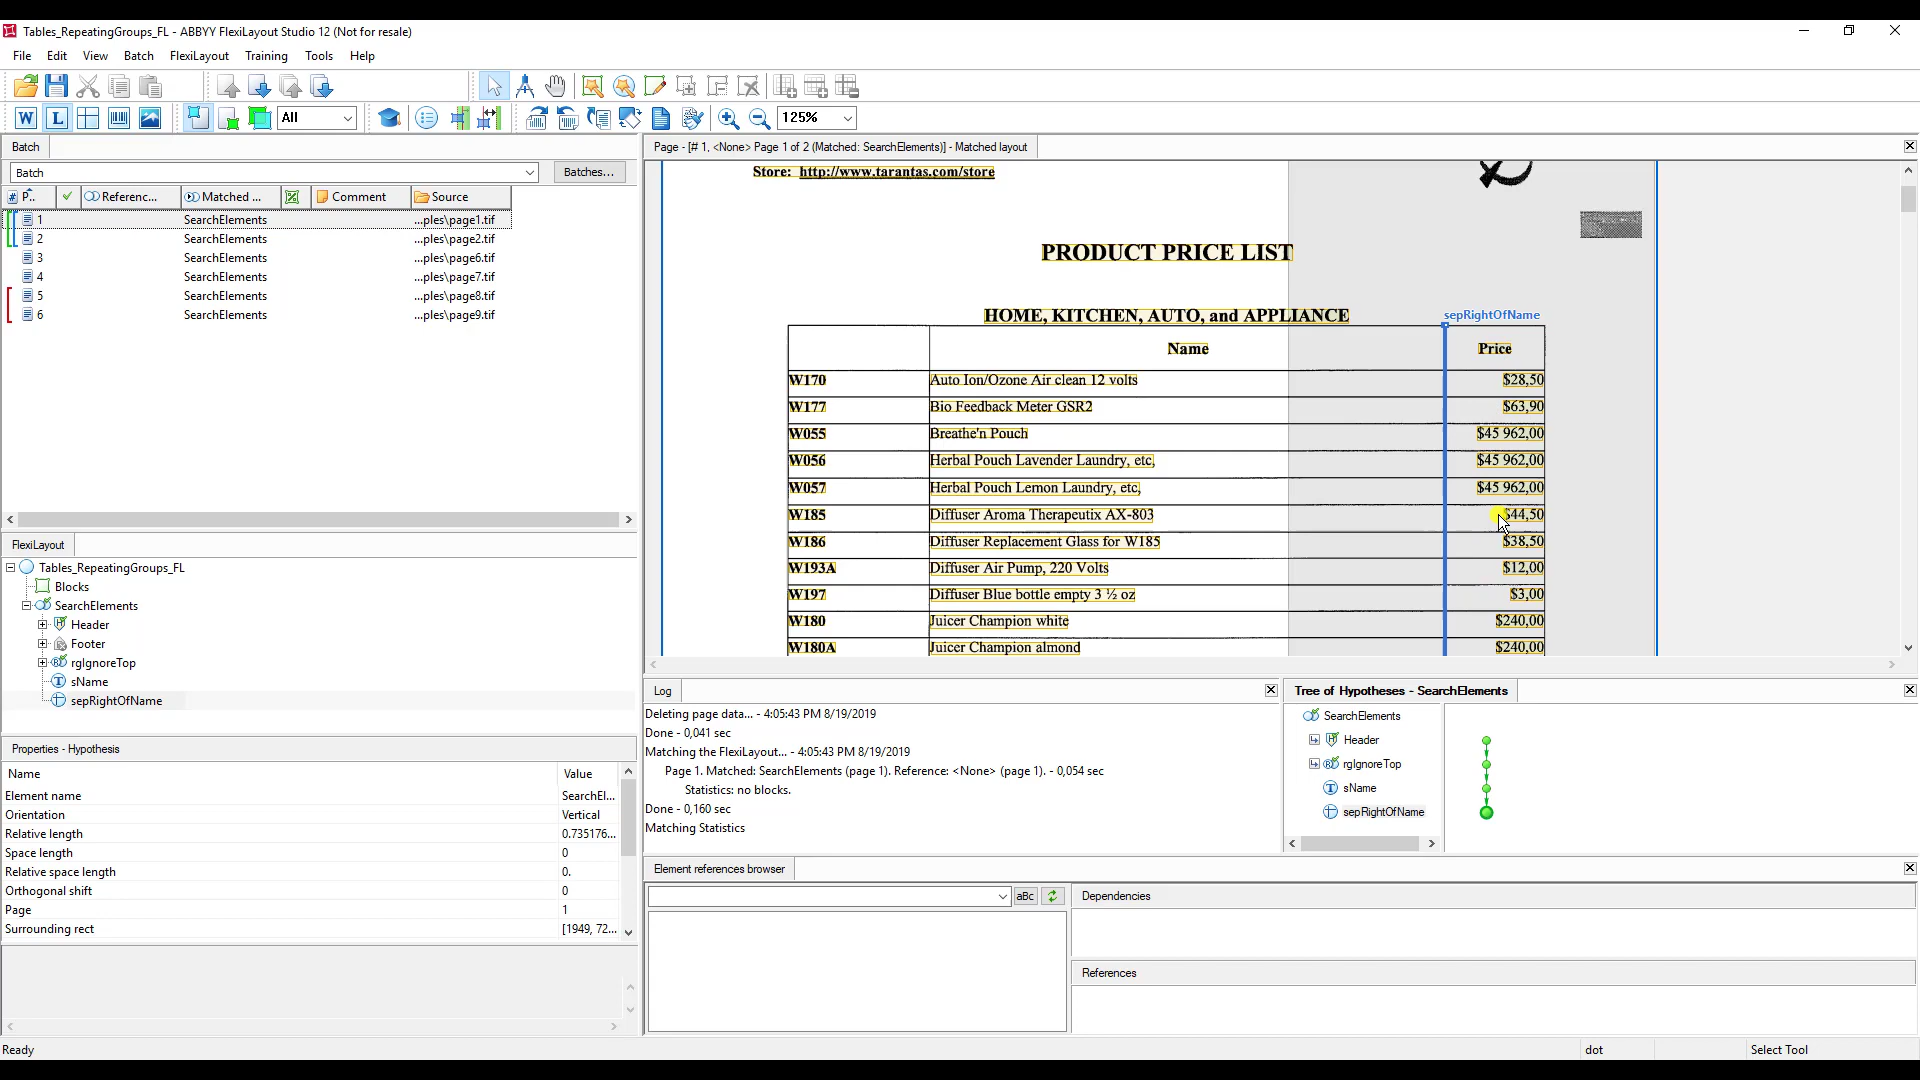 Tables_RepeatingGroups_FL - ABBYY FlexiLayout Studio 12 (Not for resale)
File Edit View Batch FlexiLayout Training Tools Help
W L All 125%
Batch
Batch Batches...
P.. Referenc... Matched ... Comment Source
1 SearchElements ...ples\page1.tif
2 SearchElements ...ples\page2.tif
3 SearchElements ...ples\page6.tif
4 SearchElements ...ples\page7.tif
5 SearchElements ...ples\page8.tif
6 SearchElements ...ples\page9.tif
FlexiLayout
Tables_RepeatingGroups_FL
Blocks
SearchElements
Header
Footer
rgIgnoreTop
sName
sepRightOfName
Properties - Hypothesis
Name Value
Element name SearchEl...
Orientation Vertical
Relative length 0.735176...
Space length 0
Relative space length 0.
Orthogonal shift 0
Page 1
Surrounding rect [1949, 72...
Page - [# 1, <None> Page 1 of 2 (Matched: SearchElements)] - Matched layout
Store: http://www.tarantas.com/store
PRODUCT PRICE LIST
HOME, KITCHEN, AUTO, and APPLIANCE
sepRightOfName
Name Price
W170 Auto Ion/Ozone Air clean 12 volts $28,50
W177 Bio Feedback Meter GSR2 $63,90
W055 Breathe'n Pouch $45 962,00
W056 Herbal Pouch Lavender Laundry, etc, $45 962,00
W057 Herbal Pouch Lemon Laundry, etc, $45 962,00
W185 Diffuser Aroma Therapeutix AX-803 $44,50
W186 Diffuser Replacement Glass for W185 $38,50
W193A Diffuser Air Pump, 220 Volts $12,00
W197 Diffuser Blue bottle empty 3 ½ oz $3,00
W180 Juicer Champion white $240,00
W180A Juicer Champion almond $240,00
Log
Deleting page data... - 4:05:43 PM 8/19/2019
Done - 0,041 sec
Matching the FlexiLayout... - 4:05:43 PM 8/19/2019
Page 1. Matched: SearchElements (page 1). Reference: <None> (page 1). - 0,054 sec
Statistics: no blocks.
Done - 0,160 sec
Matching Statistics
Tree of Hypotheses - SearchElements
SearchElements
Header
rgIgnoreTop
sName
sepRightOfName
Element references browser
aBc
Dependencies
References
Ready dot Select Tool